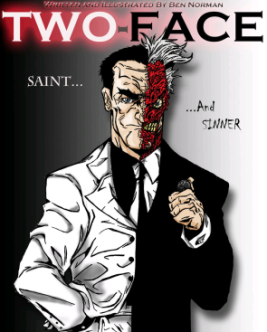 WRITTEN AND ILLUSTRATED BY BEN NORMAN
TWO-FACE
SAINT...
...And
SINNER